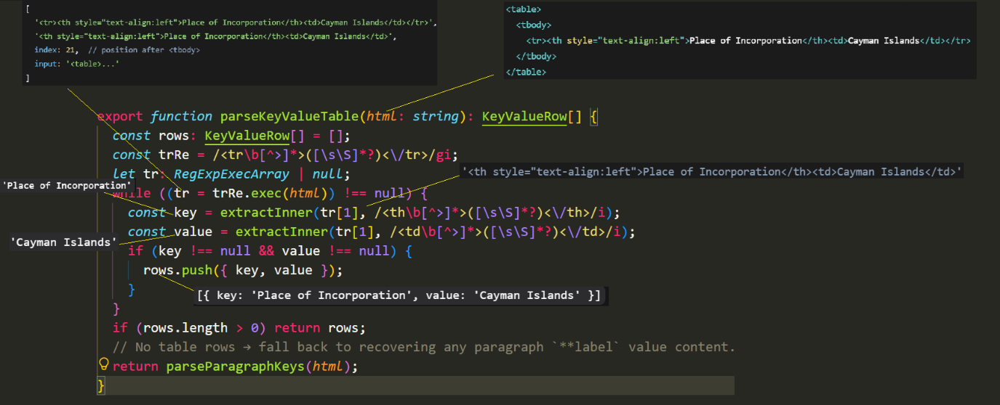 [
'<tr><th style="text-align:left">Place of Incorporation</th><td>Cayman Islands</td></tr>',
'<th style="text-align:left">Place of Incorporation</th><td>Cayman Islands</td>',
index: 21,  // position after <tbody>
input: '<table>...'
]
<table>
<tbody>
<tr><th style="text-align:left">Place of Incorporation</th><td>Cayman Islands</td></tr>
</tbody>
</table>
export function parseKeyValueTable(html: string): KeyValueRow[] {
const rows: KeyValueRow[] = [];
const trRe = /<tr\b[^>]*>([\s\S]*?)<\/tr>/gi;
let tr: RegExpExecArray | null;
'<th style="text-align:left">Place of Incorporation</th><td>Cayman Islands</td>'
'Place of Incorporation'
while ((tr = trRe.exec(html)) !== null) {
const key = extractInner(tr[1], /<th\b[^>]*>([\s\S]*?)<\/th>/i);
const value = extractInner(tr[1], /<td\b[^>]*>([\s\S]*?)<\/td>/i);
'Cayman Islands'
if (key !== null && value !== null) {
rows.push({ key, value });
}
[{ key: 'Place of Incorporation', value: 'Cayman Islands' }]
}
if (rows.length > 0) return rows;
// No table rows → fall back to recovering any paragraph `**label` value content.
return parseParagraphKeys(html);
}